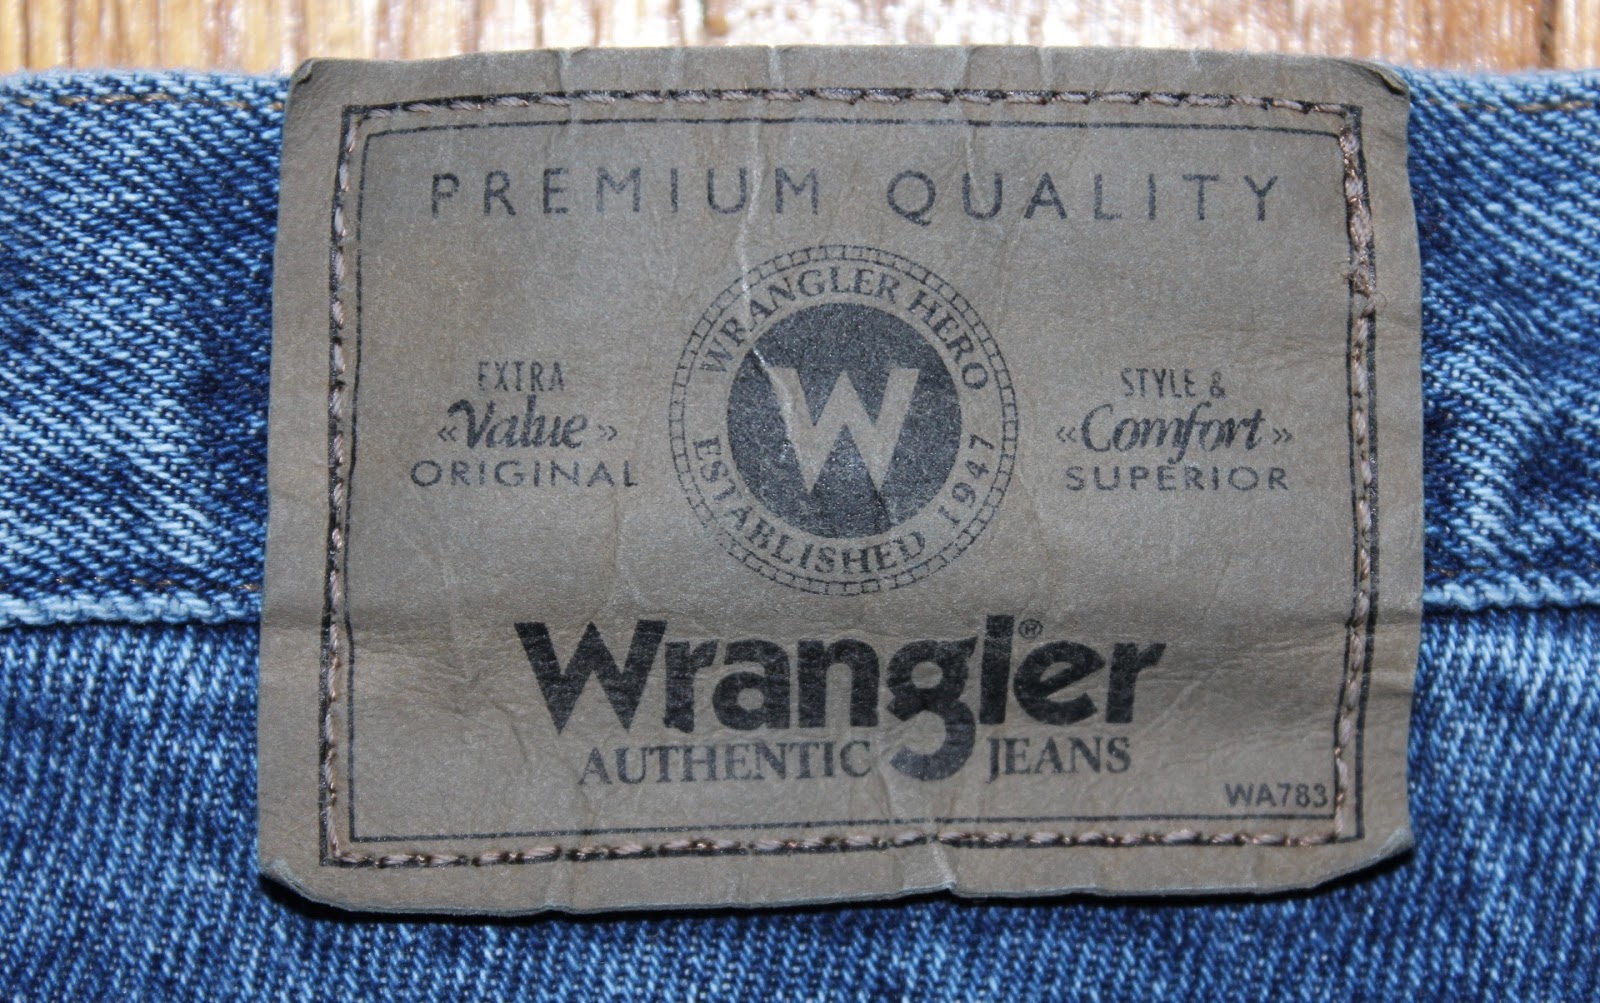 PREMIUM QUALITY
WRANGLER HERO
ESTABLISHED 1947
W
EXTRA
«Value»
ORIGINAL
STYLE &
«Comfort»
SUPERIOR
Wrangler®
AUTHENTIC JEANS
WA783